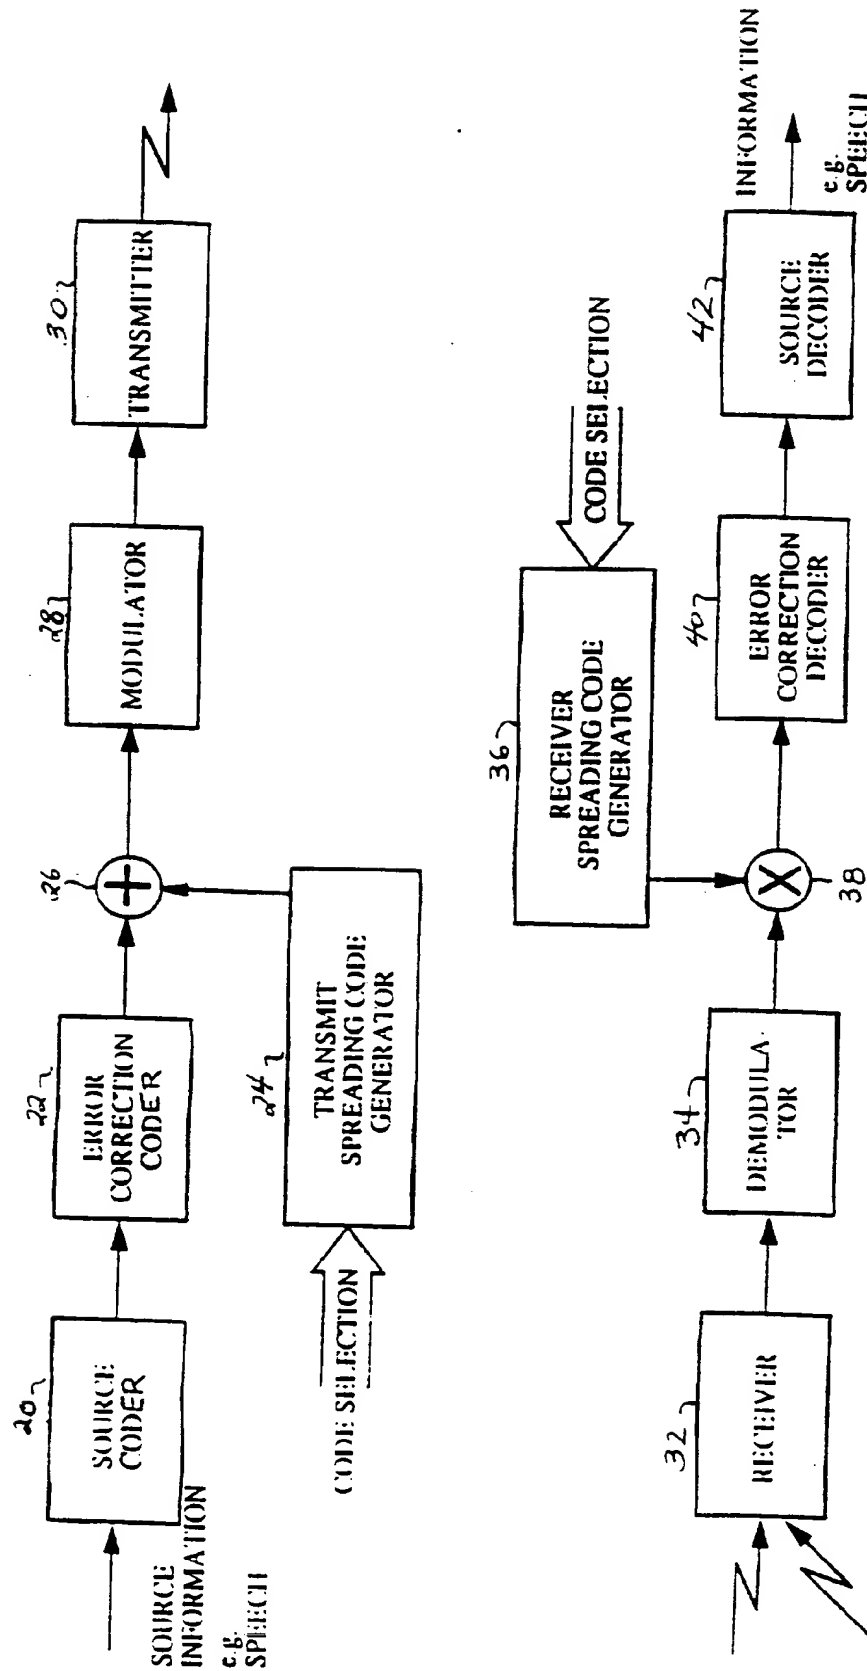 SOURCE
INFORMATION
e.g.
SPEECH
20
SOURCE
CODER
22
ERROR
CORRECTION
CODER
CODE SELECTION
24
TRANSMIT
SPREADING CODE
GENERATOR
26
+
28
MODULATOR
30
TRANSMITTER
32
RECEIVER
34
DEMODULA
TOR
X
38
36
RECEIVER
SPREADING CODE
GENERATOR
CODE SELECTION
40
ERROR
CORRECTION
DECODER
42
SOURCE
DECODER
INFORMATION
e.g.
SPEECH